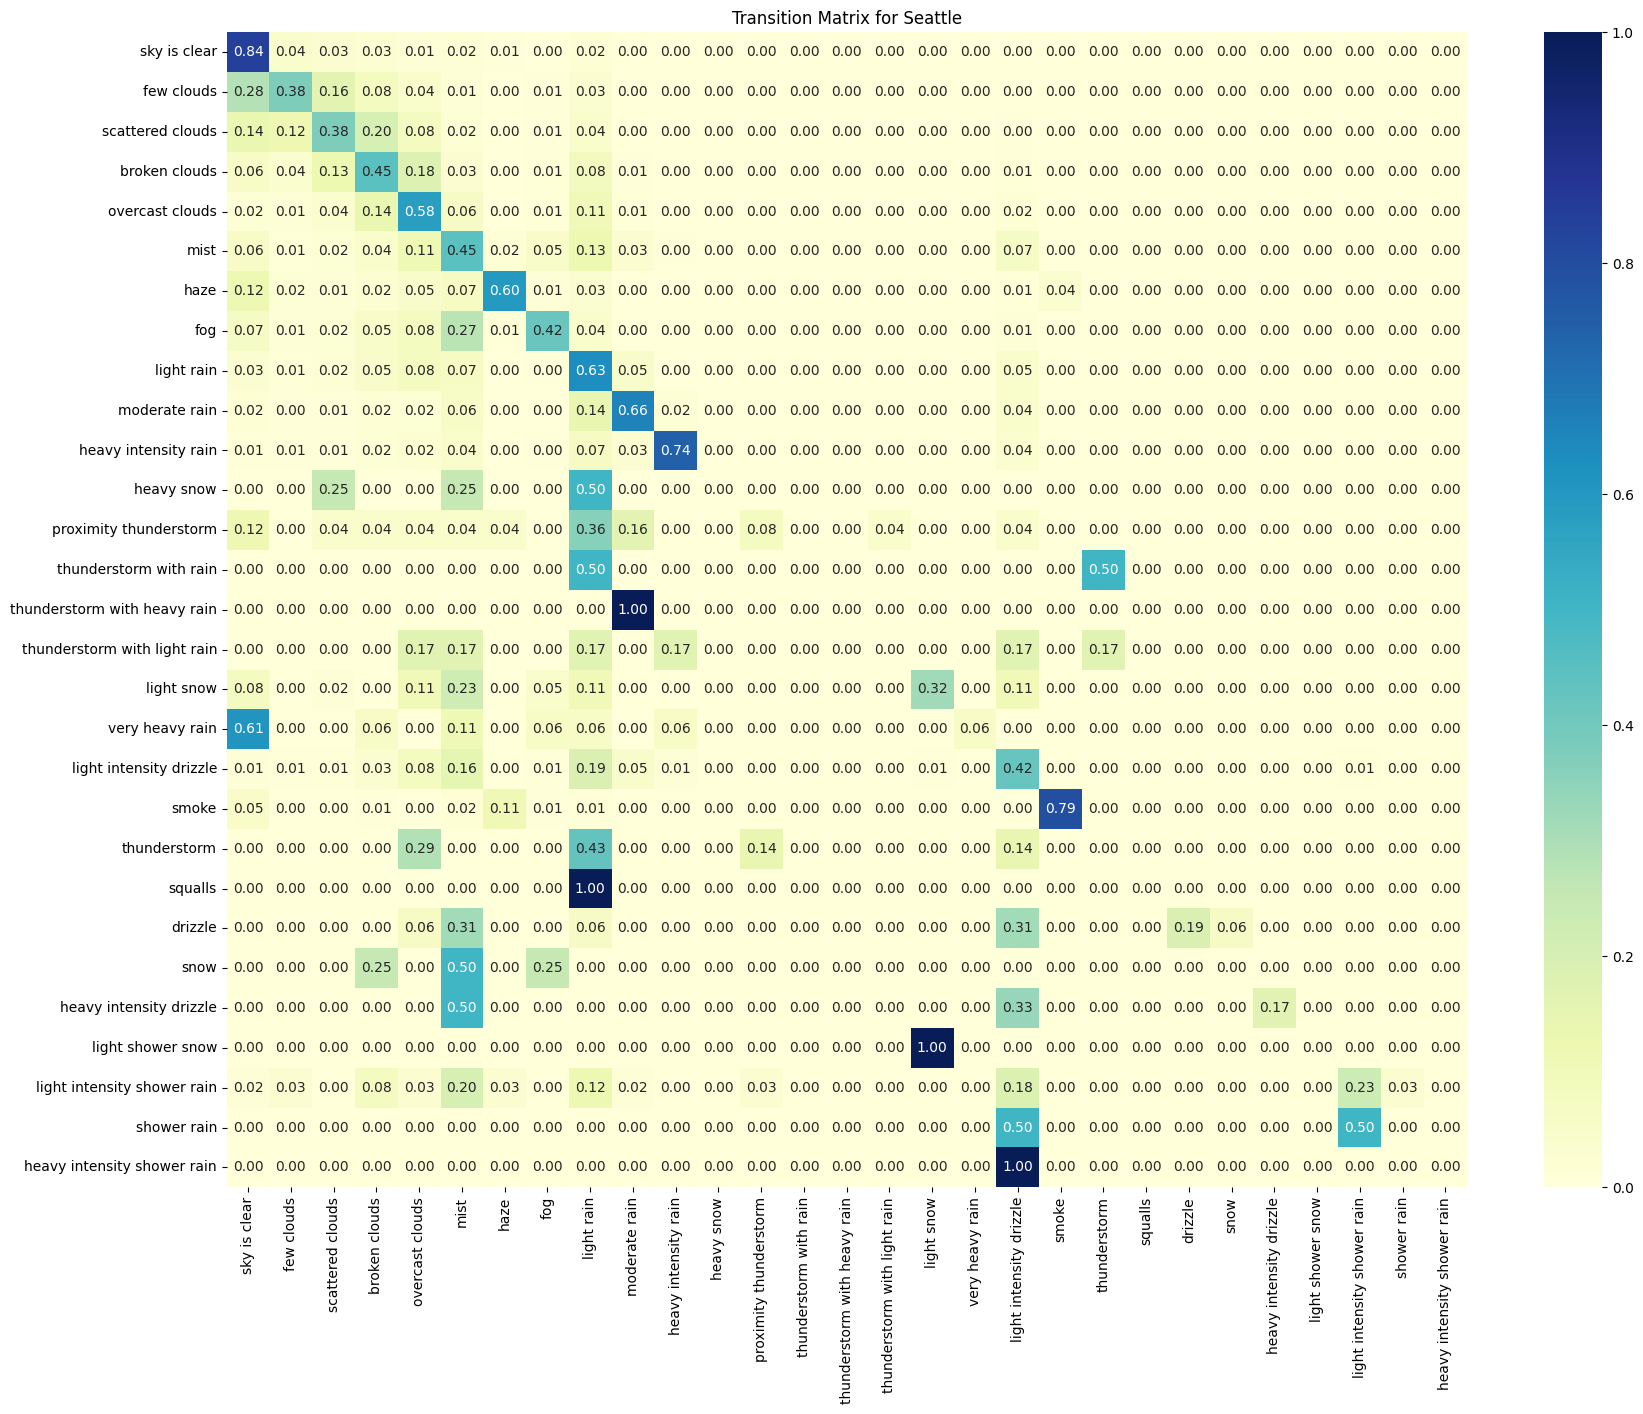 Transition Matrix for Seattle
sky is clear 0.84 0.04 0.03 0.03 0.01 0.02 0.01 0.00 0.02 0.00 0.00 0.00 0.00 0.00 0.00 0.00 0.00 0.00 0.00 0.00 0.00 0.00 0.00 0.00 0.00 0.00 0.00 0.00 0.00
few clouds 0.28 0.38 0.16 0.08 0.04 0.01 0.00 0.01 0.03 0.00 0.00 0.00 0.00 0.00 0.00 0.00 0.00 0.00 0.00 0.00 0.00 0.00 0.00 0.00 0.00 0.00 0.00 0.00 0.00
scattered clouds 0.14 0.12 0.38 0.20 0.08 0.02 0.00 0.01 0.04 0.00 0.00 0.00 0.00 0.00 0.00 0.00 0.00 0.00 0.00 0.00 0.00 0.00 0.00 0.00 0.00 0.00 0.00 0.00 0.00
broken clouds 0.06 0.04 0.13 0.45 0.18 0.03 0.00 0.01 0.08 0.01 0.00 0.00 0.00 0.00 0.00 0.00 0.00 0.00 0.01 0.00 0.00 0.00 0.00 0.00 0.00 0.00 0.00 0.00 0.00
overcast clouds 0.02 0.01 0.04 0.14 0.58 0.06 0.00 0.01 0.11 0.01 0.00 0.00 0.00 0.00 0.00 0.00 0.00 0.00 0.02 0.00 0.00 0.00 0.00 0.00 0.00 0.00 0.00 0.00 0.00
mist 0.06 0.01 0.02 0.04 0.11 0.45 0.02 0.05 0.13 0.03 0.00 0.00 0.00 0.00 0.00 0.00 0.00 0.00 0.07 0.00 0.00 0.00 0.00 0.00 0.00 0.00 0.00 0.00 0.00
haze 0.12 0.02 0.01 0.02 0.05 0.07 0.60 0.01 0.03 0.00 0.00 0.00 0.00 0.00 0.00 0.00 0.00 0.00 0.01 0.04 0.00 0.00 0.00 0.00 0.00 0.00 0.00 0.00 0.00
fog 0.07 0.01 0.02 0.05 0.08 0.27 0.01 0.42 0.04 0.00 0.00 0.00 0.00 0.00 0.00 0.00 0.00 0.00 0.01 0.00 0.00 0.00 0.00 0.00 0.00 0.00 0.00 0.00 0.00
light rain 0.03 0.01 0.02 0.05 0.08 0.07 0.00 0.00 0.63 0.05 0.00 0.00 0.00 0.00 0.00 0.00 0.00 0.00 0.05 0.00 0.00 0.00 0.00 0.00 0.00 0.00 0.00 0.00 0.00
moderate rain 0.02 0.00 0.01 0.02 0.02 0.06 0.00 0.00 0.14 0.66 0.02 0.00 0.00 0.00 0.00 0.00 0.00 0.00 0.04 0.00 0.00 0.00 0.00 0.00 0.00 0.00 0.00 0.00 0.00
heavy intensity rain 0.01 0.01 0.01 0.02 0.02 0.04 0.00 0.00 0.07 0.03 0.74 0.00 0.00 0.00 0.00 0.00 0.00 0.00 0.04 0.00 0.00 0.00 0.00 0.00 0.00 0.00 0.00 0.00 0.00
heavy snow 0.00 0.00 0.25 0.00 0.00 0.25 0.00 0.00 0.50 0.00 0.00 0.00 0.00 0.00 0.00 0.00 0.00 0.00 0.00 0.00 0.00 0.00 0.00 0.00 0.00 0.00 0.00 0.00 0.00
proximity thunderstorm 0.12 0.00 0.04 0.04 0.04 0.04 0.04 0.00 0.36 0.16 0.00 0.00 0.08 0.00 0.00 0.04 0.00 0.00 0.04 0.00 0.00 0.00 0.00 0.00 0.00 0.00 0.00 0.00 0.00
thunderstorm with rain 0.00 0.00 0.00 0.00 0.00 0.00 0.00 0.00 0.50 0.00 0.00 0.00 0.00 0.00 0.00 0.00 0.00 0.00 0.00 0.00 0.50 0.00 0.00 0.00 0.00 0.00 0.00 0.00 0.00
thunderstorm with heavy rain 0.00 0.00 0.00 0.00 0.00 0.00 0.00 0.00 0.00 1.00 0.00 0.00 0.00 0.00 0.00 0.00 0.00 0.00 0.00 0.00 0.00 0.00 0.00 0.00 0.00 0.00 0.00 0.00 0.00
thunderstorm with light rain 0.00 0.00 0.00 0.00 0.17 0.17 0.00 0.00 0.17 0.00 0.17 0.00 0.00 0.00 0.00 0.00 0.00 0.00 0.17 0.00 0.17 0.00 0.00 0.00 0.00 0.00 0.00 0.00 0.00
light snow 0.08 0.00 0.02 0.00 0.11 0.23 0.00 0.05 0.11 0.00 0.00 0.00 0.00 0.00 0.00 0.00 0.32 0.00 0.11 0.00 0.00 0.00 0.00 0.00 0.00 0.00 0.00 0.00 0.00
very heavy rain 0.61 0.00 0.00 0.06 0.00 0.11 0.00 0.06 0.06 0.00 0.06 0.00 0.00 0.00 0.00 0.00 0.00 0.06 0.00 0.00 0.00 0.00 0.00 0.00 0.00 0.00 0.00 0.00 0.00
light intensity drizzle 0.01 0.01 0.01 0.03 0.08 0.16 0.00 0.01 0.19 0.05 0.01 0.00 0.00 0.00 0.00 0.00 0.01 0.00 0.42 0.00 0.00 0.00 0.00 0.00 0.00 0.00 0.01 0.00 0.00
smoke 0.05 0.00 0.00 0.01 0.00 0.02 0.11 0.01 0.01 0.00 0.00 0.00 0.00 0.00 0.00 0.00 0.00 0.00 0.00 0.79 0.00 0.00 0.00 0.00 0.00 0.00 0.00 0.00 0.00
thunderstorm 0.00 0.00 0.00 0.00 0.29 0.00 0.00 0.00 0.43 0.00 0.00 0.00 0.14 0.00 0.00 0.00 0.00 0.00 0.14 0.00 0.00 0.00 0.00 0.00 0.00 0.00 0.00 0.00 0.00
squalls 0.00 0.00 0.00 0.00 0.00 0.00 0.00 0.00 1.00 0.00 0.00 0.00 0.00 0.00 0.00 0.00 0.00 0.00 0.00 0.00 0.00 0.00 0.00 0.00 0.00 0.00 0.00 0.00 0.00
drizzle 0.00 0.00 0.00 0.00 0.06 0.31 0.00 0.00 0.06 0.00 0.00 0.00 0.00 0.00 0.00 0.00 0.00 0.00 0.31 0.00 0.00 0.00 0.19 0.06 0.00 0.00 0.00 0.00 0.00
snow 0.00 0.00 0.00 0.25 0.00 0.50 0.00 0.25 0.00 0.00 0.00 0.00 0.00 0.00 0.00 0.00 0.00 0.00 0.00 0.00 0.00 0.00 0.00 0.00 0.00 0.00 0.00 0.00 0.00
heavy intensity drizzle 0.00 0.00 0.00 0.00 0.00 0.50 0.00 0.00 0.00 0.00 0.00 0.00 0.00 0.00 0.00 0.00 0.00 0.00 0.33 0.00 0.00 0.00 0.00 0.00 0.17 0.00 0.00 0.00 0.00
light shower snow 0.00 0.00 0.00 0.00 0.00 0.00 0.00 0.00 0.00 0.00 0.00 0.00 0.00 0.00 0.00 0.00 1.00 0.00 0.00 0.00 0.00 0.00 0.00 0.00 0.00 0.00 0.00 0.00 0.00
light intensity shower rain 0.02 0.03 0.00 0.08 0.03 0.20 0.03 0.00 0.12 0.02 0.00 0.00 0.03 0.00 0.00 0.00 0.00 0.00 0.18 0.00 0.00 0.00 0.00 0.00 0.00 0.00 0.23 0.03 0.00
shower rain 0.00 0.00 0.00 0.00 0.00 0.00 0.00 0.00 0.00 0.00 0.00 0.00 0.00 0.00 0.00 0.00 0.00 0.00 0.50 0.00 0.00 0.00 0.00 0.00 0.00 0.00 0.50 0.00 0.00
heavy intensity shower rain 0.00 0.00 0.00 0.00 0.00 0.00 0.00 0.00 0.00 0.00 0.00 0.00 0.00 0.00 0.00 0.00 0.00 0.00 1.00 0.00 0.00 0.00 0.00 0.00 0.00 0.00 0.00 0.00 0.00
sky is clear
few clouds
scattered clouds
broken clouds
overcast clouds
mist
haze
fog
light rain
moderate rain
heavy intensity rain
heavy snow
proximity thunderstorm
thunderstorm with rain
thunderstorm with heavy rain
thunderstorm with light rain
light snow
very heavy rain
light intensity drizzle
smoke
thunderstorm
squalls
drizzle
snow
heavy intensity drizzle
light shower snow
light intensity shower rain
shower rain
heavy intensity shower rain
1.0
0.8
0.6
0.4
0.2
0.0